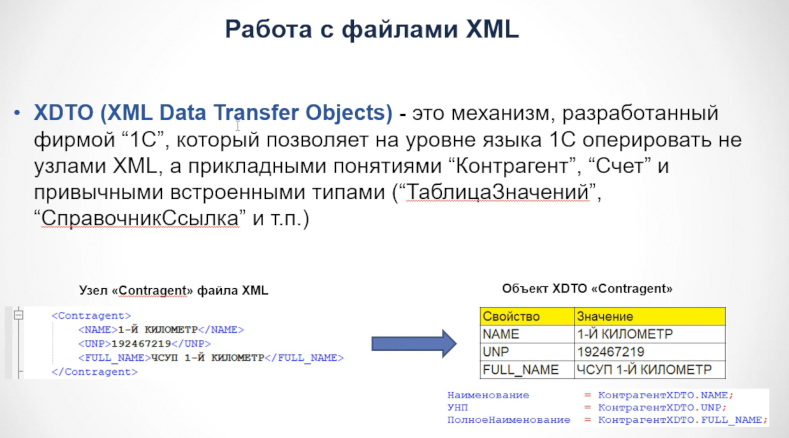 Работа с файлами XML
• XDTO (XML Data Transfer Objects) - это механизм, разработанный
фирмой “1С”, который позволяет на уровне языка 1С оперировать не
узлами XML, а прикладными понятиями “Контрагент”, “Счет” и
привычными встроенными типами (“ТаблицаЗначений”,
“СправочникСсылка” и т.п.)
Узел «Contragent» файла XML
<Contragent>
<NAME>1-Й КИЛОМЕТР</NAME>
<UNP>192467219</UNP>
<FULL_NAME>ЧСУП 1-Й КИЛОМЕТР</FULL_NAME>
</Contragent>
Объект XDTO «Contragent»
Свойство Значение
NAME 1-Й КИЛОМЕТР
UNP 192467219
FULL_NAME ЧСУП 1-Й КИЛОМЕТР
Наименование = КонтрагентXDTO.NAME;
УНП = КонтрагентXDTO.UNP;
ПолноеНаименование = КонтрагентXDTO.FULL_NAME;